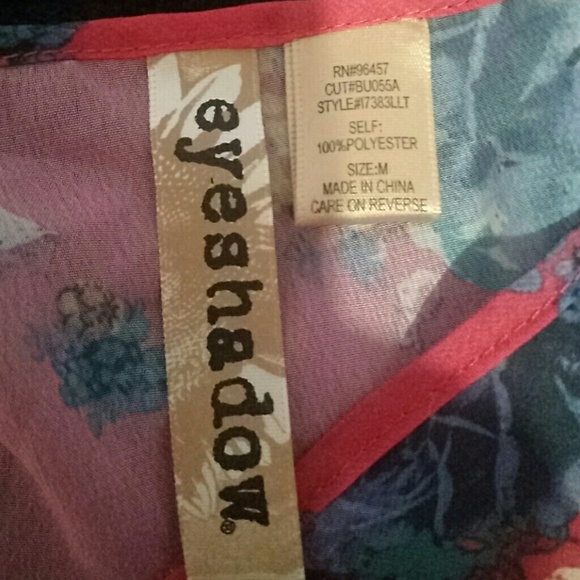 eyeshadow®
RN#96457
CUT#BU055A
STYLE#I7383LLT
SELF:
100%POLYESTER
SIZE:M
MADE IN CHINA
CARE ON REVERSE